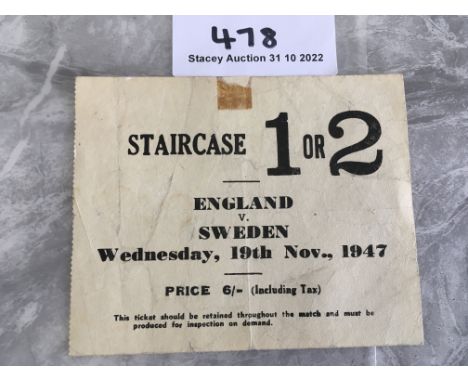 478
Stacey Auction 31 10 2022
STAIRCASE 1 OR 2
ENGLAND
V.
SWEDEN
Wednesday, 19th Nov., 1947
PRICE 6/- (Including Tax)
This ticket should be retained throughout the match and must be
produced for inspection on demand.